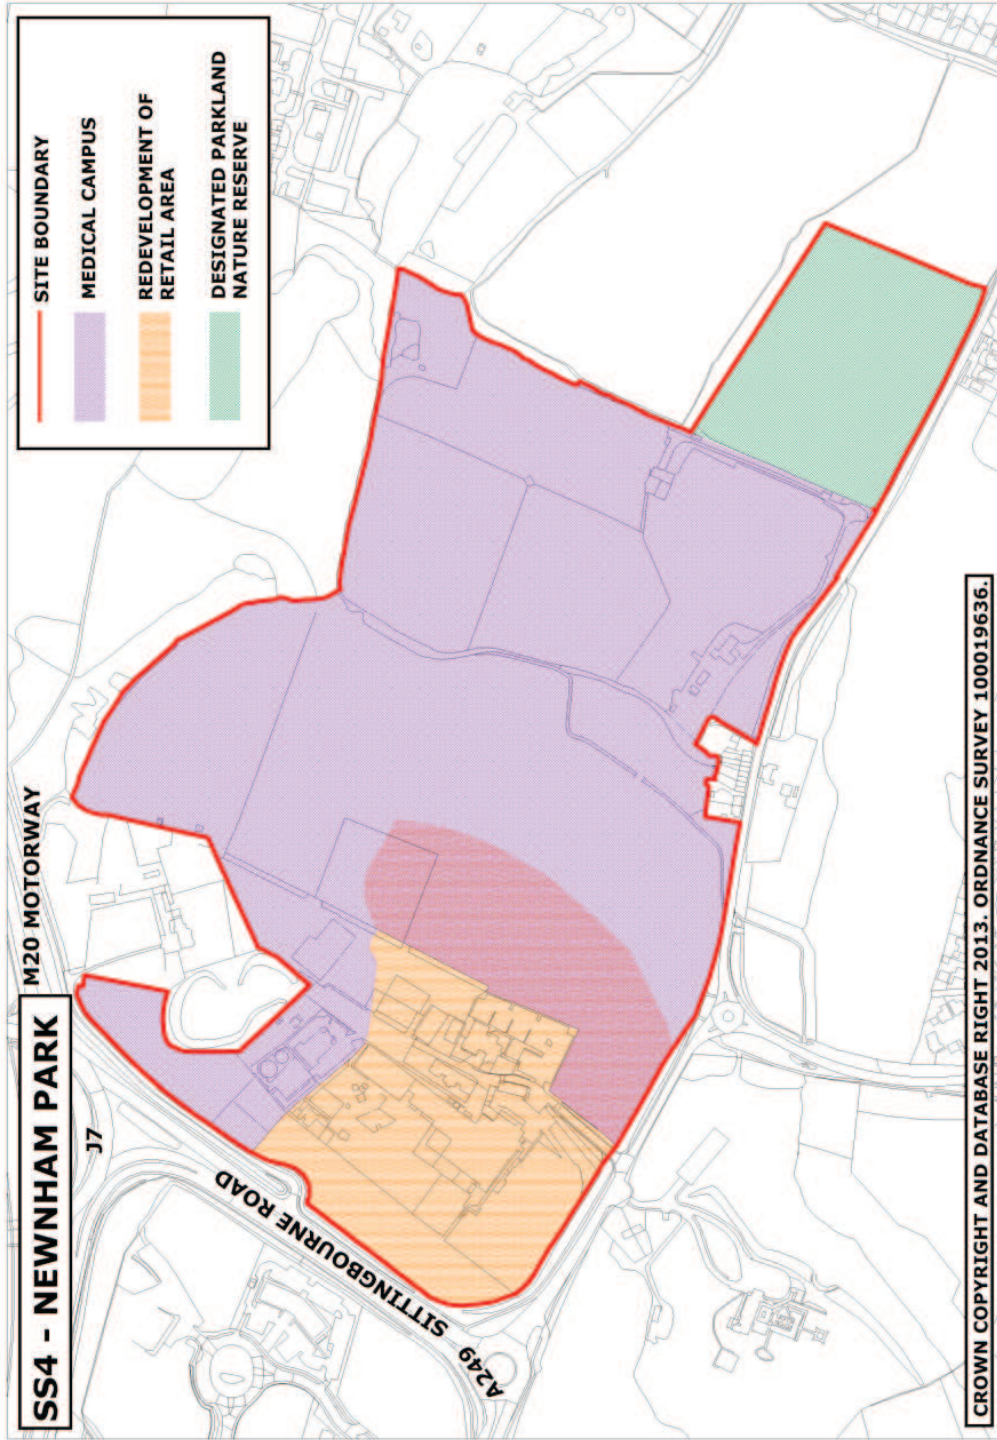 SS4 - NEWNHAM PARK
M20 MOTORWAY
J7
SITTINGBOURNE ROAD
A249
SITE BOUNDARY
MEDICAL CAMPUS
REDEVELOPMENT OF
RETAIL AREA
DESIGNATED PARKLAND
NATURE RESERVE
CROWN COPYRIGHT AND DATABASE RIGHT 2013. ORDNANCE SURVEY 100019636.